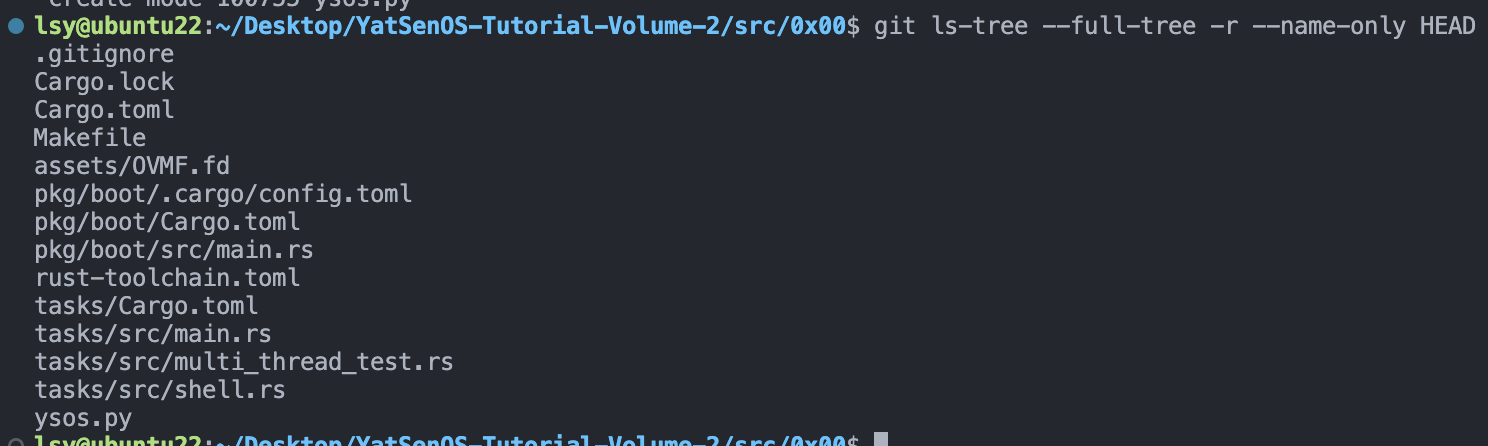 create mode 100755 ysos.py
lsy@ubuntu22:~/Desktop/YatSenOS-Tutorial-Volume-2/src/0x00$ git ls-tree --full-tree -r --name-only HEAD
.gitignore
Cargo.lock
Cargo.toml
Makefile
assets/OVMF.fd
pkg/boot/.cargo/config.toml
pkg/boot/Cargo.toml
pkg/boot/src/main.rs
rust-toolchain.toml
tasks/Cargo.toml
tasks/src/main.rs
tasks/src/multi_thread_test.rs
tasks/src/shell.rs
ysos.py
lsy@ubuntu22:~/Desktop/YatSenOS-Tutorial-Volume-2/src/0x00$